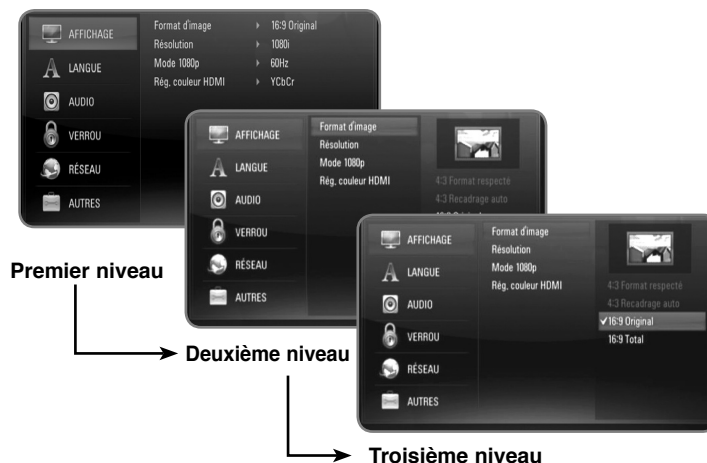 AFFICHAGE
LANGUE
AUDIO
VERROU
RÉSEAU
AUTRES
Format d'image 16:9 Original
Résolution 1080i
Mode 1080p 60Hz
Rég. couleur HDMI YCbCr
Premier niveau
AFFICHAGE
LANGUE
AUDIO
VERROU
RÉSEAU
AUTRES
Format d'image
Résolution
Mode 1080p
Rég. couleur HDMI
4:3 Format respecté
4:3 Recadrage auto
Deuxième niveau
AFFICHAGE
LANGUE
AUDIO
VERROU
RÉSEAU
AUTRES
Format d'image
Résolution
Mode 1080p
Rég. couleur HDMI
4:3 Format respecté
4:3 Recadrage auto
✓16:9 Original
16:9 Total
Troisième niveau